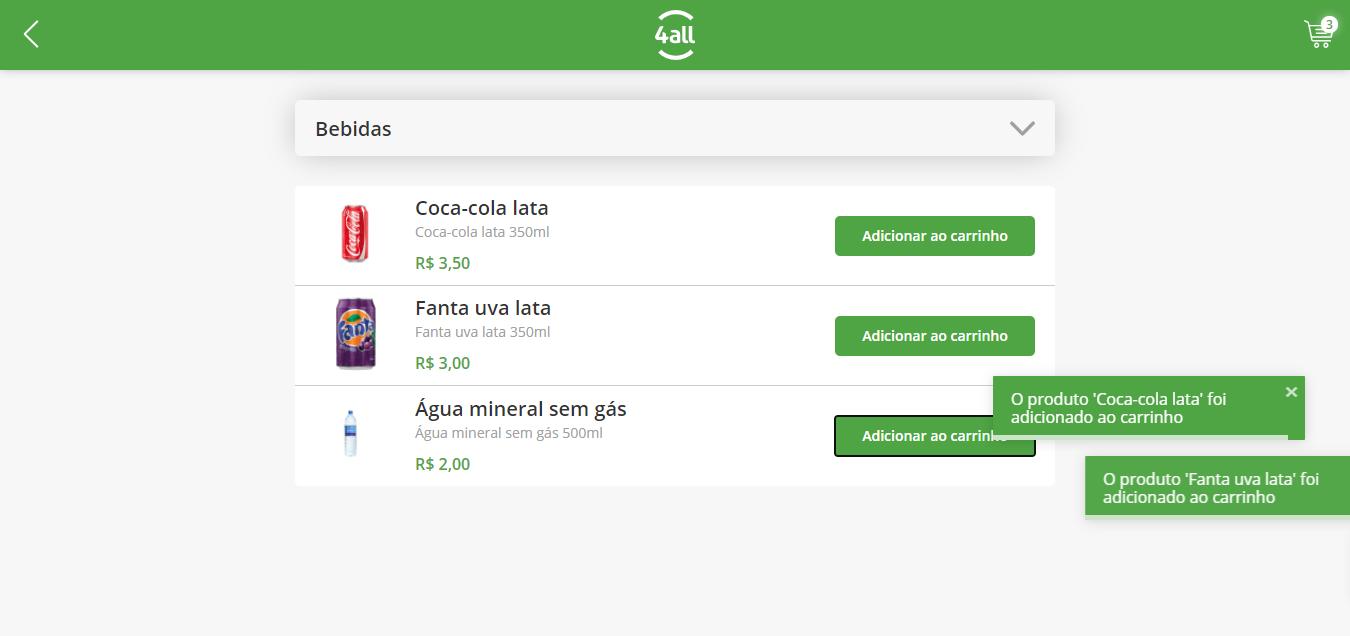 4all
3
Bebidas
Coca-cola lata
Coca-cola lata 350ml
R$ 3,50
Adicionar ao carrinho
Fanta uva lata
Fanta uva lata 350ml
R$ 3,00
Adicionar ao carrinho
Água mineral sem gás
Água mineral sem gás 500ml
R$ 2,00
Adicionar ao carrinho
O produto 'Coca-cola lata' foi
adicionado ao carrinho
O produto 'Fanta uva lata' foi
adicionado ao carrinho
Coca-Cola
Fanta